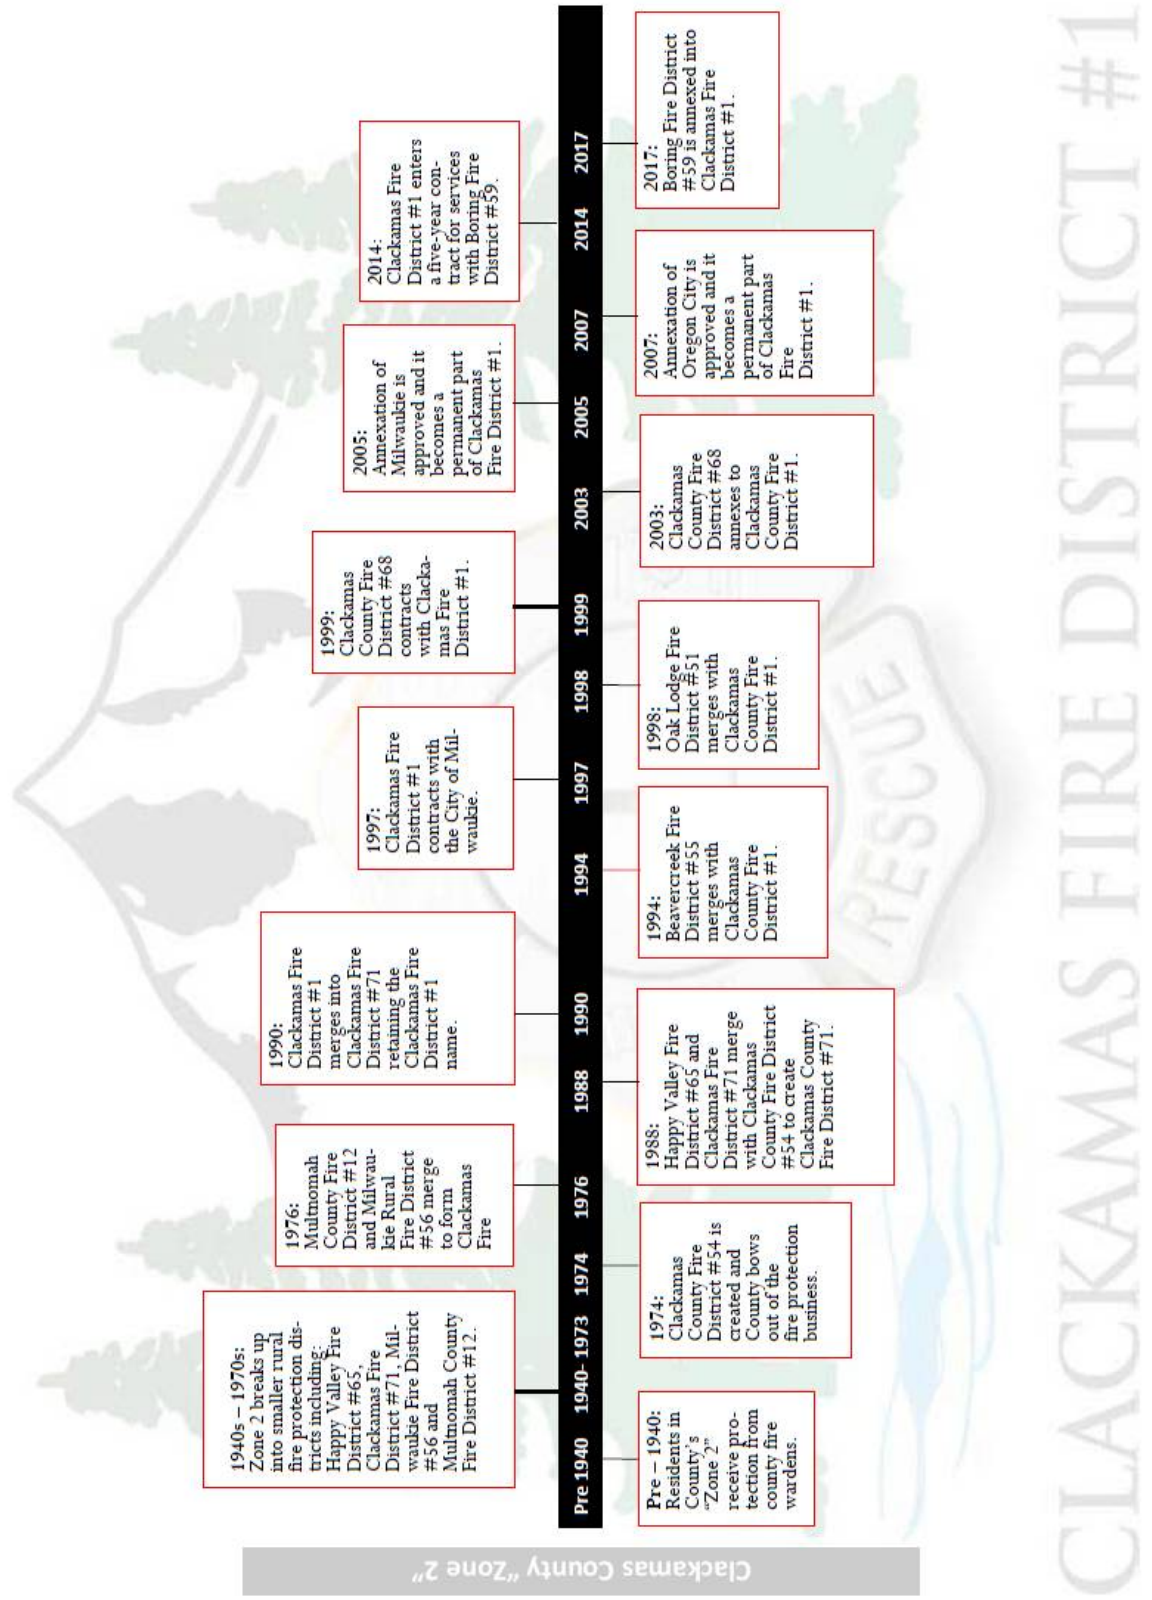 CLACKAMAS FIRE DISTRICT #1
Clackamas County "Zone 2"
1940s – 1970s:
Zone 2 breaks up
into smaller rural
fire protection dis-
tricts including:
Happy Valley Fire
District #65,
Clackamas Fire
District #71, Mil-
waukie Fire District
#56 and
Multnomah County
Fire District #12.
1976:
Multnomah
County Fire
District #12
and Milwau-
kie Rural
Fire District
#56 merge
to form
Clackamas
Fire
1990:
Clackamas Fire
District #1
merges into
Clackamas Fire
District #71
retaining the
Clackamas Fire
District #1
name.
1997:
Clackamas Fire
District #1
contracts with
the City of Mil-
waukie.
1999:
Clackamas
County Fire
District #68
contracts
with Clacka-
mas Fire
District #1.
2005:
Annexation of
Milwaukie is
approved and it
becomes a
permanent part
of Clackamas
Fire District #1.
2014:
Clackamas Fire
District #1 enters
a five-year con-
tract for services
with Boring Fire
District #59.
Pre 1940 1940- 1973 1974 1976 1988 1990 1994 1997 1998 1999 2003 2005 2007 2014 2017
Pre – 1940:
Residents in
County's
"Zone 2"
receive pro-
tection from
county fire
wardens.
1974:
Clackamas
County Fire
District #54 is
created and
County bows
out of the
fire protection
business.
1988:
Happy Valley Fire
District #65 and
Clackamas Fire
District #71 merge
with Clackamas
County Fire District
#54 to create
Clackamas County
Fire District #71.
1994:
Beavercreek Fire
District #55
merges with
Clackamas
County Fire
District #1.
1998:
Oak Lodge Fire
District #51
merges with
Clackamas
County Fire
District #1.
2003:
Clackamas
County Fire
District #68
annexes to
Clackamas
County Fire
District #1.
2007:
Annexation of
Oregon City is
approved and it
becomes a
permanent part
of Clackamas
Fire
District #1.
2017:
Boring Fire District
#59 is annexed into
Clackamas Fire
District #1.
RESCUE